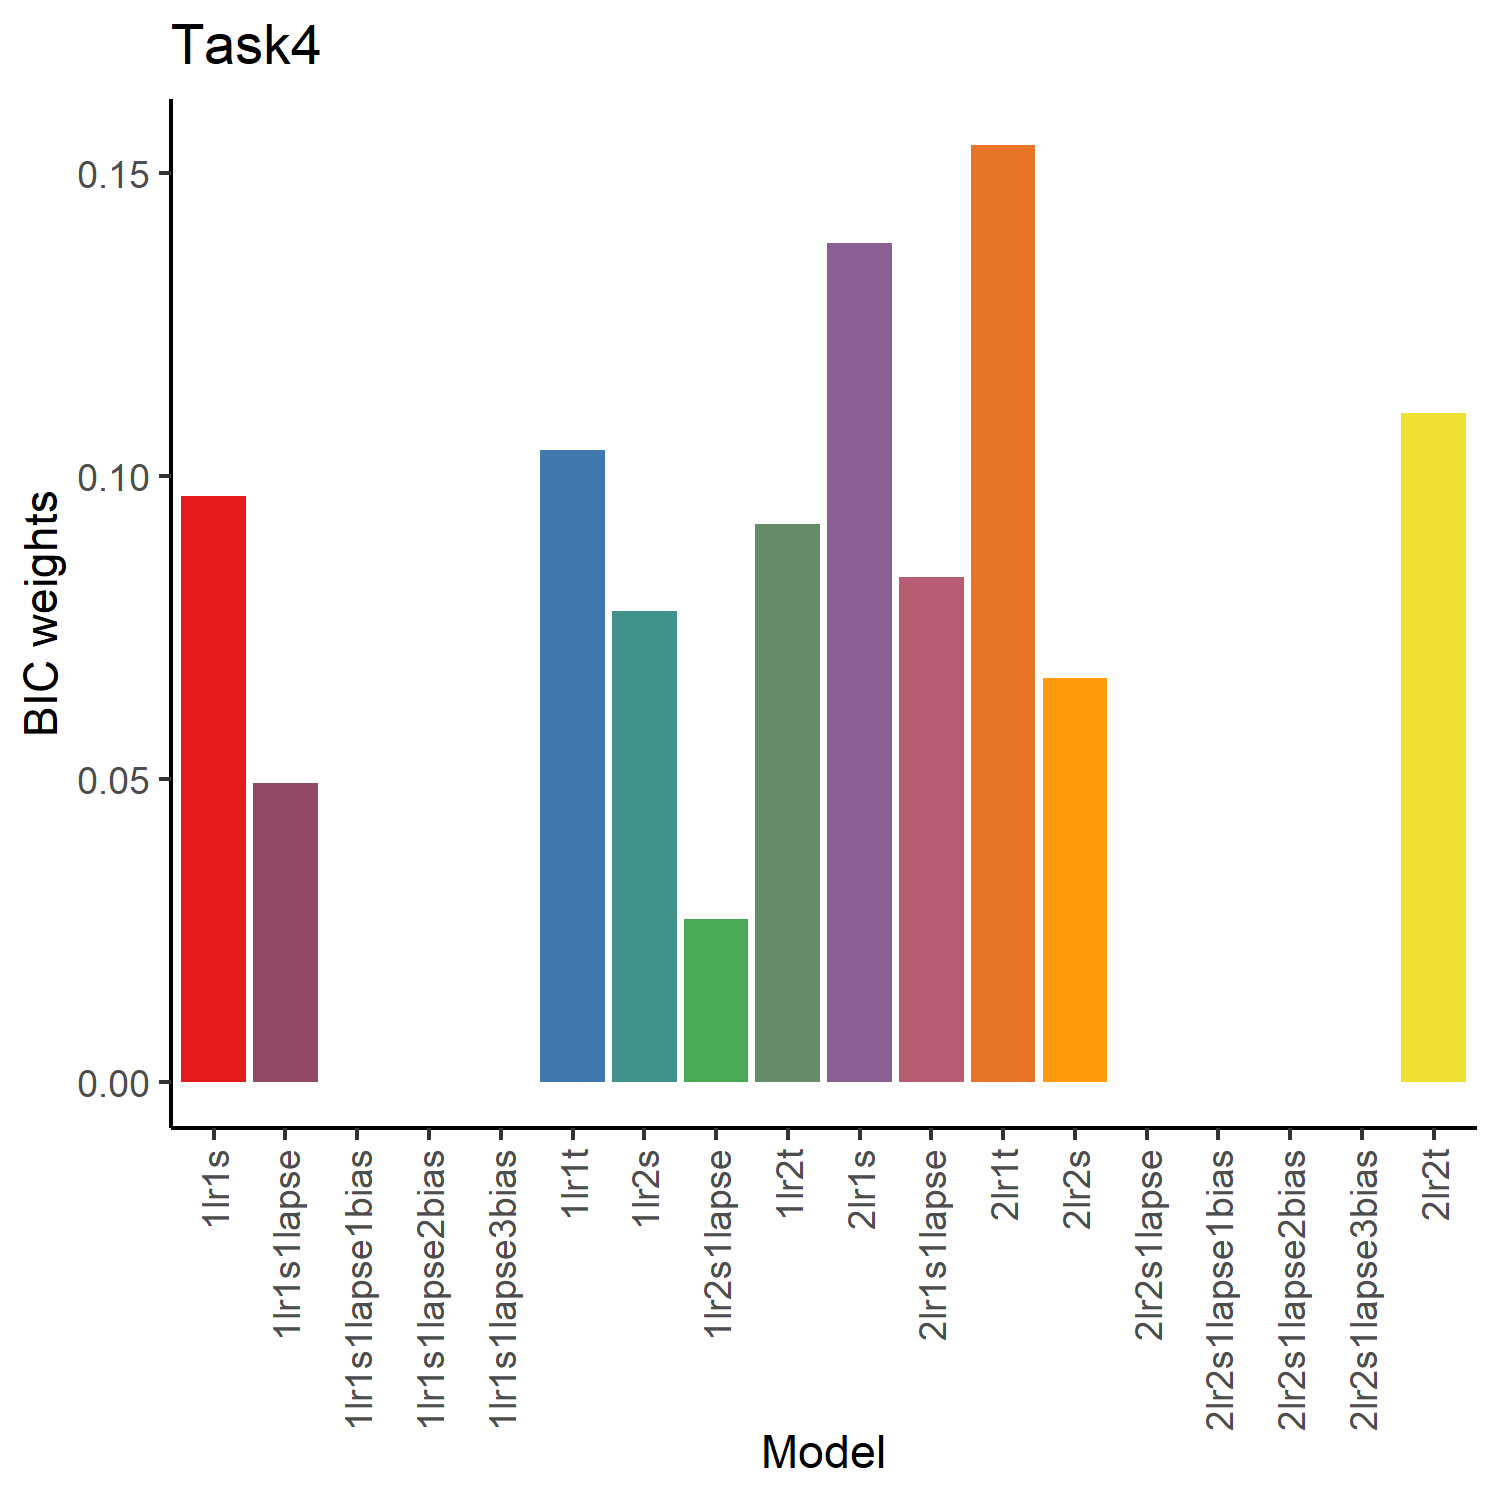 Task4
BIC weights
0.15
0.10
0.05
0.00
1lr1s
1lr1s1lapse
1lr1s1lapse1bias
1lr1s1lapse2bias
1lr1s1lapse3bias
1lr1t
1lr2s
1lr2s1lapse
1lr2t
2lr1s
2lr1s1lapse
2lr1t
2lr2s
2lr2s1lapse
2lr2s1lapse1bias
2lr2s1lapse2bias
2lr2s1lapse3bias
2lr2t
Model